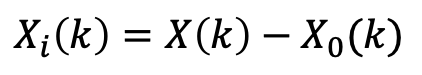 Xᵢ(k) = X(k) − X₀(k)